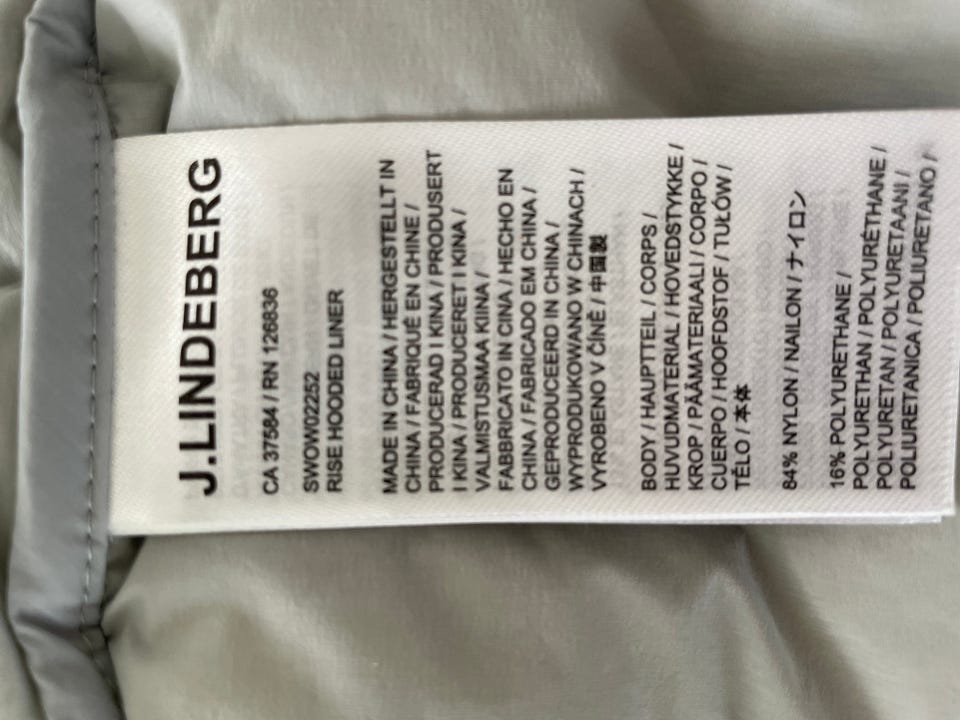 J.LINDEBERG
CA 37584 / RN 126836
SWOW02252
RISE HOODED LINER
MADE IN CHINA / HERGESTELLT IN
CHINA / FABRIQUÉ EN CHINE /
PRODUCERAD I KINA / PRODUSERT
I KINA / PRODUCERET I KINA /
VALMISTUSMAA KIINA /
FABBRICATO IN CINA / HECHO EN
CHINA / FABRICADO EM CHINA /
GEPRODUCEERD IN CHINA /
WYPRODUKOWANO W CHINACH /
VYROBENO V ČÍNĚ / 中国製
BODY / HAUPTTEIL / CORPS /
HUVUDMATERIAL / HOVEDSTYKKE /
KROP / PÄÄMATERIAALI / CORPO /
CUERPO / HOOFDSTOF / TUŁÓW /
TĚLO / 本体
84% NYLON / NAILON / ナイロン
16% POLYURETHANE /
POLYURETHAN / POLYURÉTHANE /
POLYURETAN / POLYURETAANI /
POLIURETANICA / POLIURETANO /